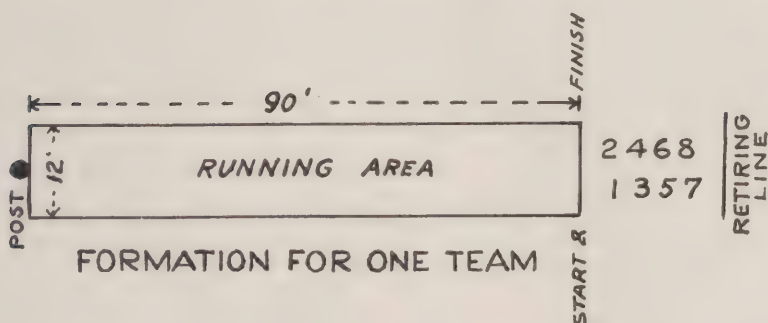 FINISH
90'
12'
RUNNING AREA
2468
1357
RETIRING
LINE
POST
FORMATION FOR ONE TEAM
START &